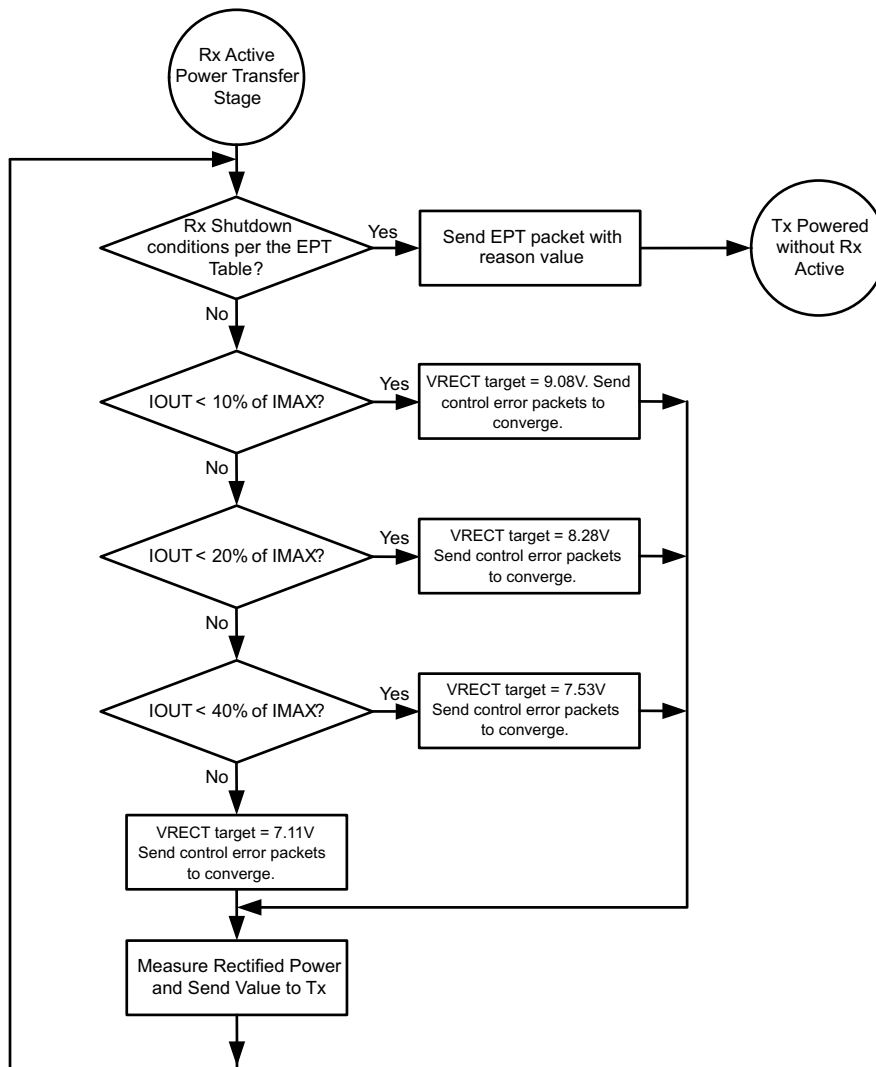 Rx Active
Power Transfer
Stage
Rx Shutdown
conditions per the EPT
Table?
Yes
Send EPT packet with
reason value
Tx Powered
without Rx
Active
No
IOUT < 10% of IMAX?
Yes
VRECT target = 9.08V. Send
control error packets to
converge.
No
IOUT < 20% of IMAX?
Yes
VRECT target = 8.28V
Send control error packets
to converge.
No
IOUT < 40% of IMAX?
Yes
VRECT target = 7.53V
Send control error packets
to converge.
No
VRECT target = 7.11V
Send control error packets
to converge.
Measure Rectified Power
and Send Value to Tx